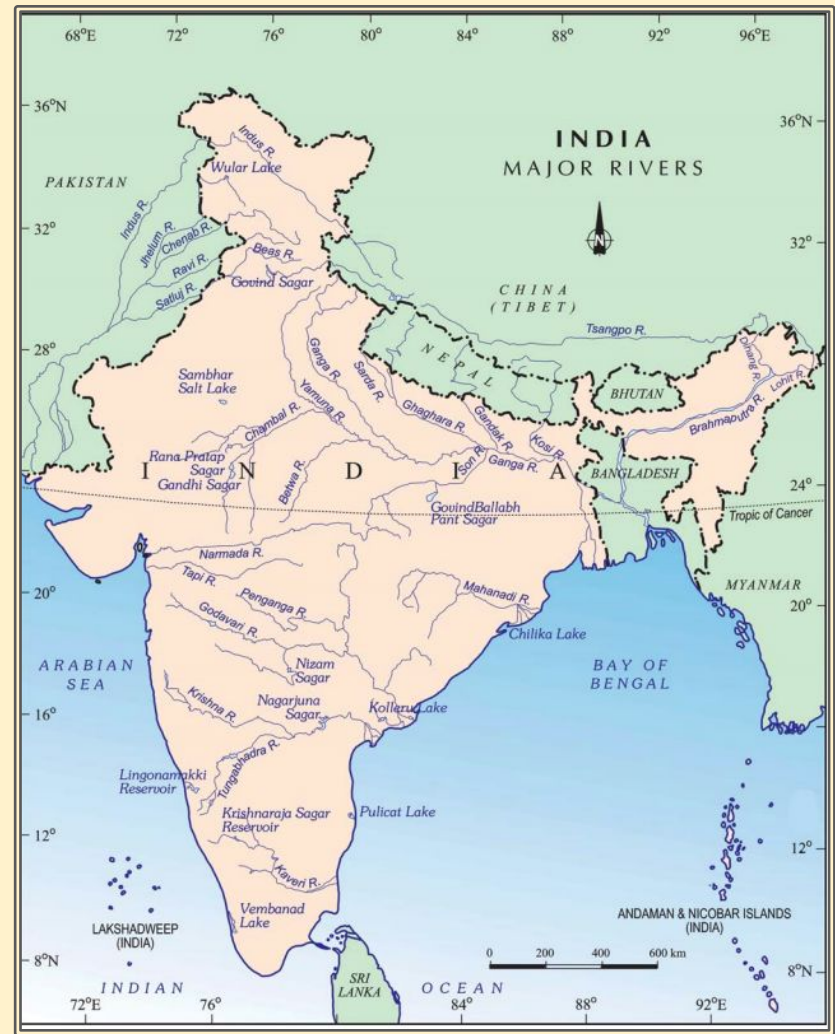 68°E
72°
76°
80°
84°
88°
92°
96°E
36°N
36°N
INDIA
MAJOR RIVERS
N
Indus R.
Wular Lake
PAKISTAN
Indus R.
Jhelum R.
Chenab R.
Ravi R.
Beas R.
Satluj R.
Govind Sagar
32°
32°
CHINA
(TIBET)
Tsangpo R.
NEPAL
BHUTAN
Dihang R.
Lohit R.
Brahmaputra R.
28°
28°
Sambhar
Salt Lake
Ganga R.
Yamuna R.
Sarda R.
Ghaghara R.
Gandak R.
Kosi R.
Chambal R.
Rana Pratap
Sagar
Gandhi Sagar
Betwa R.
Son R.
Ganga R.
INDIA
BANGLADESH
GovindBallabh
Pant Sagar
24°
24°
Tropic of Cancer
Narmada R.
Tapi R.
Penganga R.
Godavari R.
Mahanadi R.
MYANMAR
20°
20°
Chilika Lake
ARABIAN
SEA
BAY OF
BENGAL
Nizam
Sagar
Nagarjuna
Sagar
Kolleru Lake
Krishna R.
16°
16°
Tungabhadra R.
Lingonamakki
Reservoir
Krishnaraja Sagar
Reservoir
Pulicat Lake
12°
12°
Kaveri R.
Vembanad
Lake
LAKSHADWEEP
(INDIA)
ANDAMAN & NICOBAR ISLANDS
(INDIA)
0 200 400 600 km
8°N
8°N
SRI
LANKA
INDIAN OCEAN
72°E
76°
84°
88°
92°E